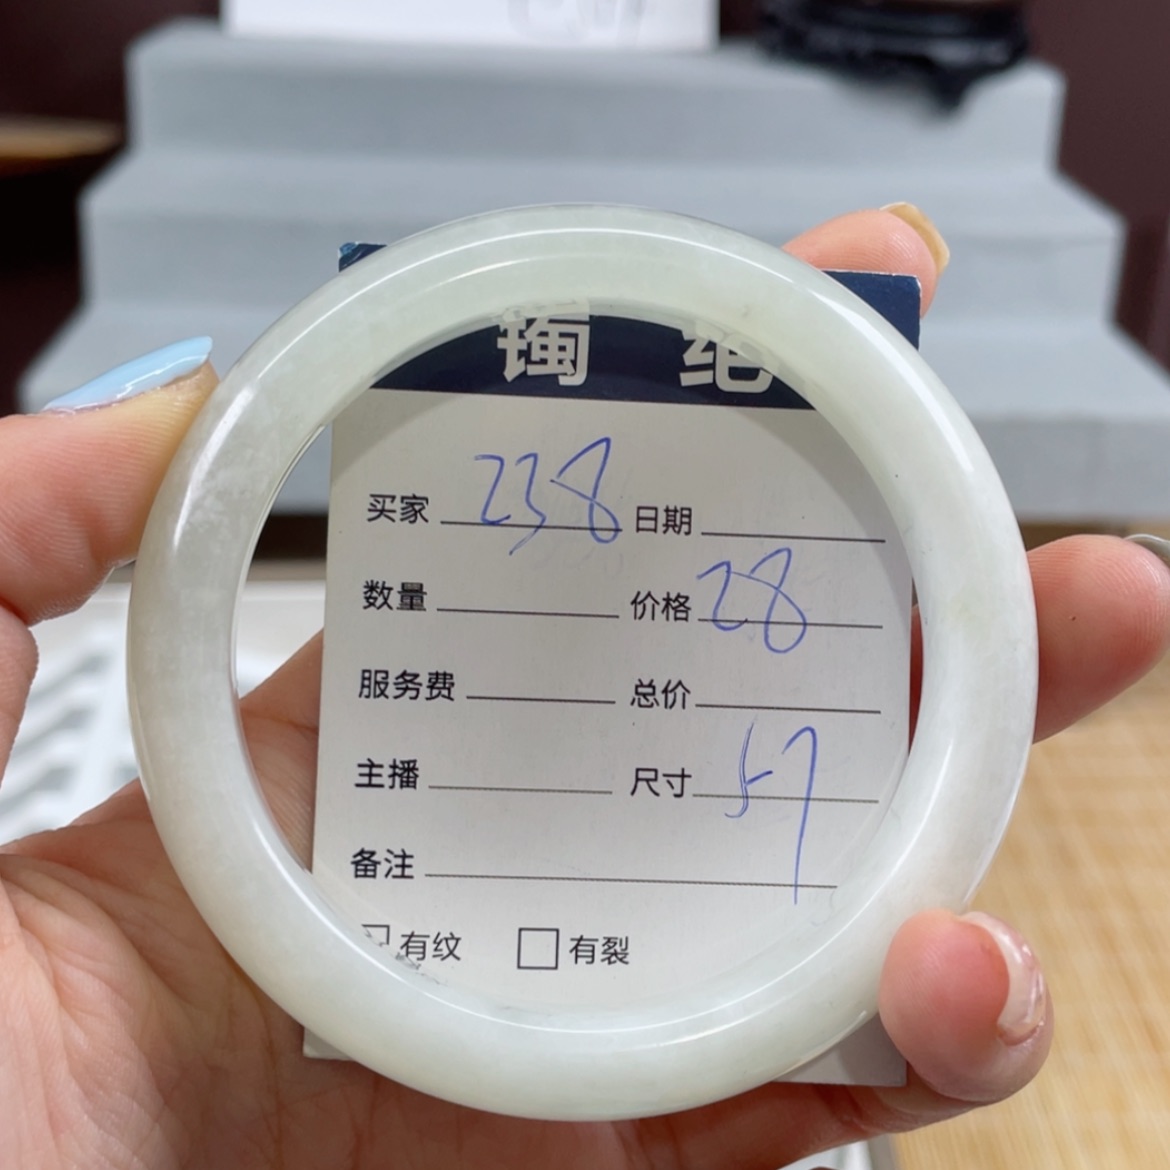 镯 绝
买家 238 日期
数量 价格 28
服务费 总价
主播 尺寸 57
备注
有纹 有裂